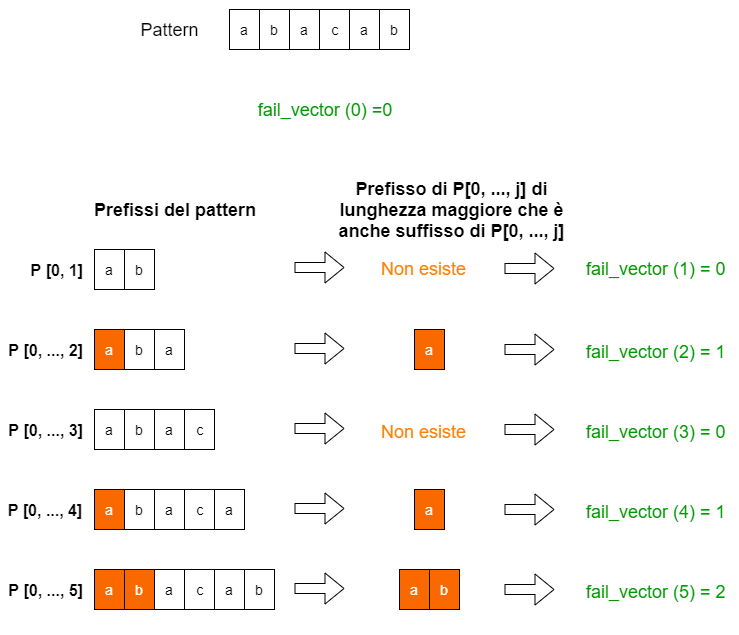 Pattern a b a c a b
fail_vector (0) =0
Prefissi del pattern
Prefisso di P[0, ..., j] di
lunghezza maggiore che è
anche suffisso di P[0, ..., j]
P [0, 1] a b Non esiste fail_vector (1) = 0
P [0, ..., 2] a b a a fail_vector (2) = 1
P [0, ..., 3] a b a c Non esiste fail_vector (3) = 0
P [0, ..., 4] a b a c a a fail_vector (4) = 1
P [0, ..., 5] a b a c a b a b fail_vector (5) = 2